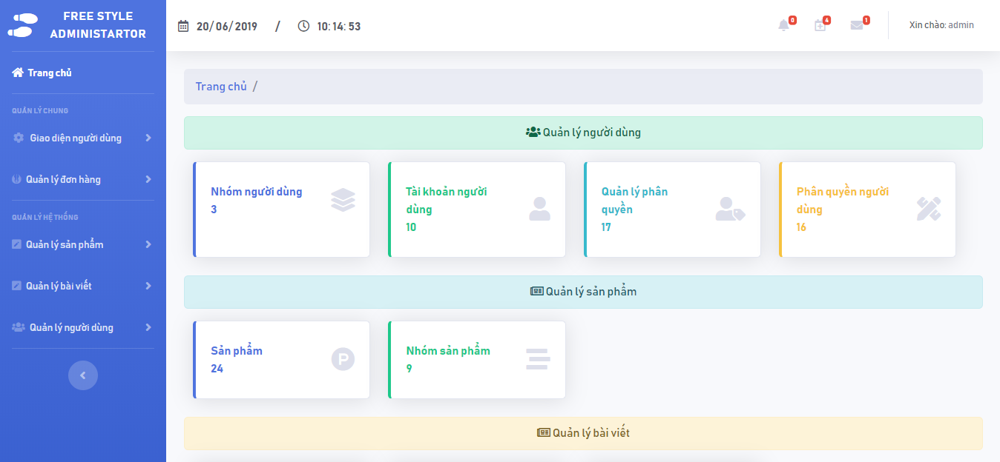 FREE STYLE
ADMINISTARTOR
20/06/2019 / 10:14:53
0
4
1
Xin chào: admin
Trang chủ
QUẢN LÝ CHUNG
Giao diện người dùng
Quản lý đơn hàng
QUẢN LÝ HỆ THỐNG
Quản lý sản phẩm
Quản lý bài viết
Quản lý người dùng
Trang chủ /
Quản lý người dùng
Nhóm người dùng
3
Tài khoản người
dùng
10
Quản lý phân
quyền
17
Phân quyền người
dùng
16
Quản lý sản phẩm
Sản phẩm
24
P
Nhóm sản phẩm
9
Quản lý bài viết